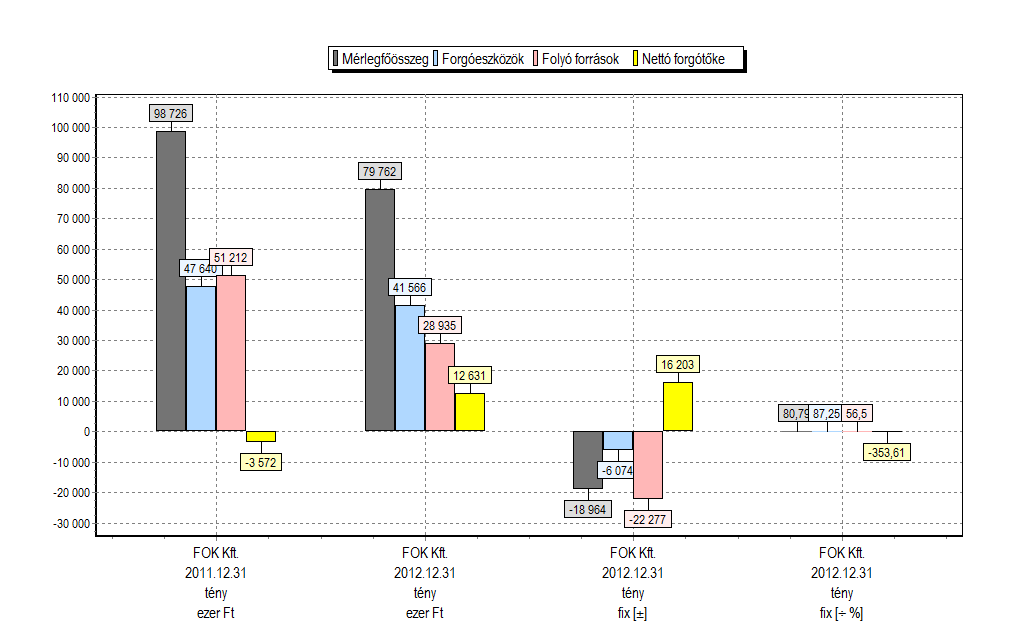 Mérlegfőösszeg Forgóeszközök Folyó források Nettó forgótőke
110 000
100 000
90 000
80 000
70 000
60 000
50 000
40 000
30 000
20 000
10 000
0
-10 000
-20 000
-30 000
98 726
47 640
51 212
-3 572
79 762
41 566
28 935
12 631
-18 964
-6 074
-22 277
16 203
80,79
87,25
56,5
-353,61
FOK Kft.
2011.12.31
tény
ezer Ft
FOK Kft.
2012.12.31
tény
ezer Ft
FOK Kft.
2012.12.31
tény
fix [±]
FOK Kft.
2012.12.31
tény
fix [÷ %]